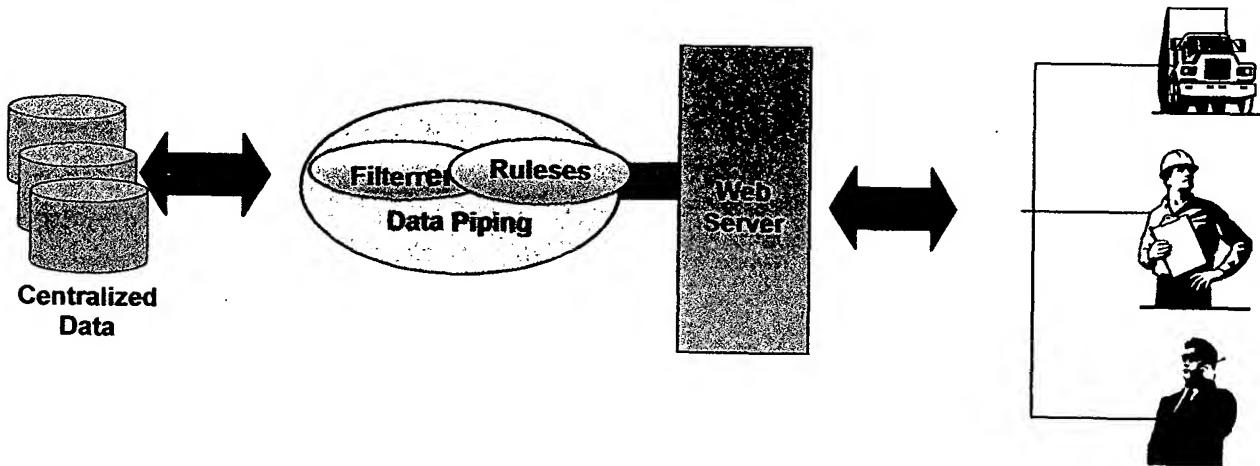 Centralized
Data
Filterrer
Ruleses
Data Piping
Web
Server